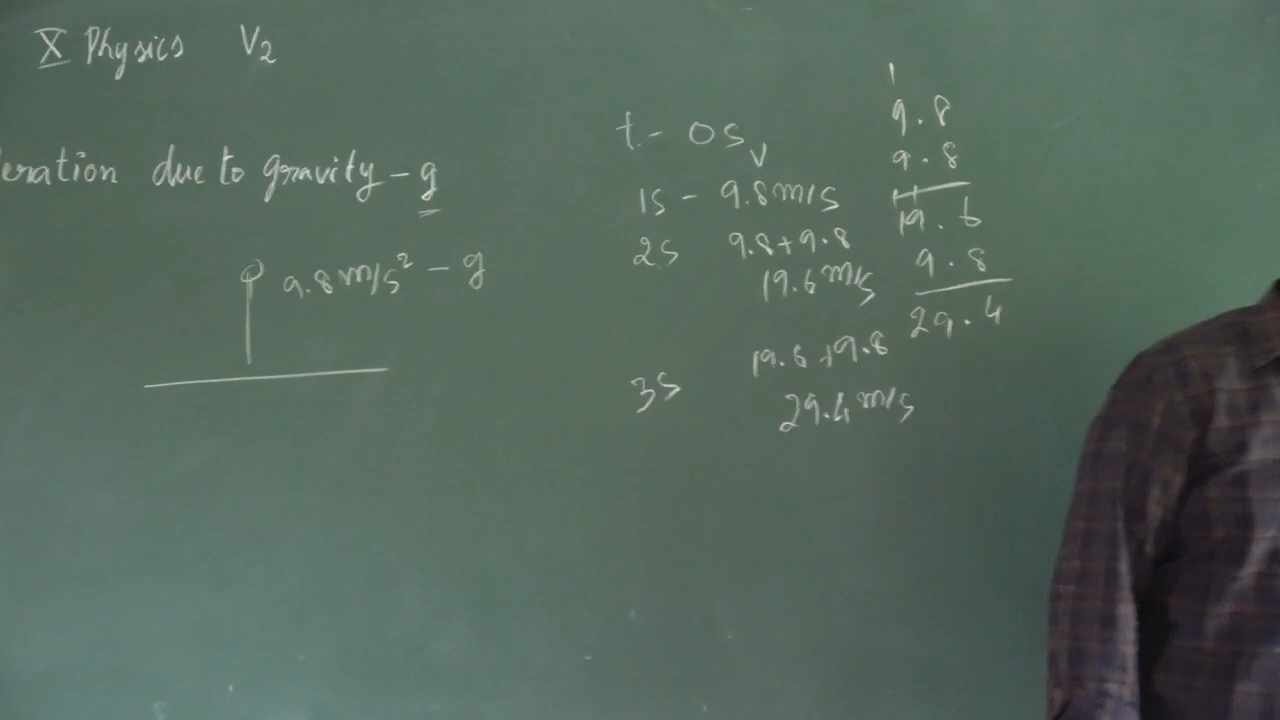 X Physics V2
eration due to gravity - g
9.8 m/s² - g
t - 0s
v
1s - 9.8 m/s
2s 9.8+9.8
19.6 m/s
3s 19.6+9.8
29.4 m/s
1
9.8
9.8
19.6
9.8
29.4